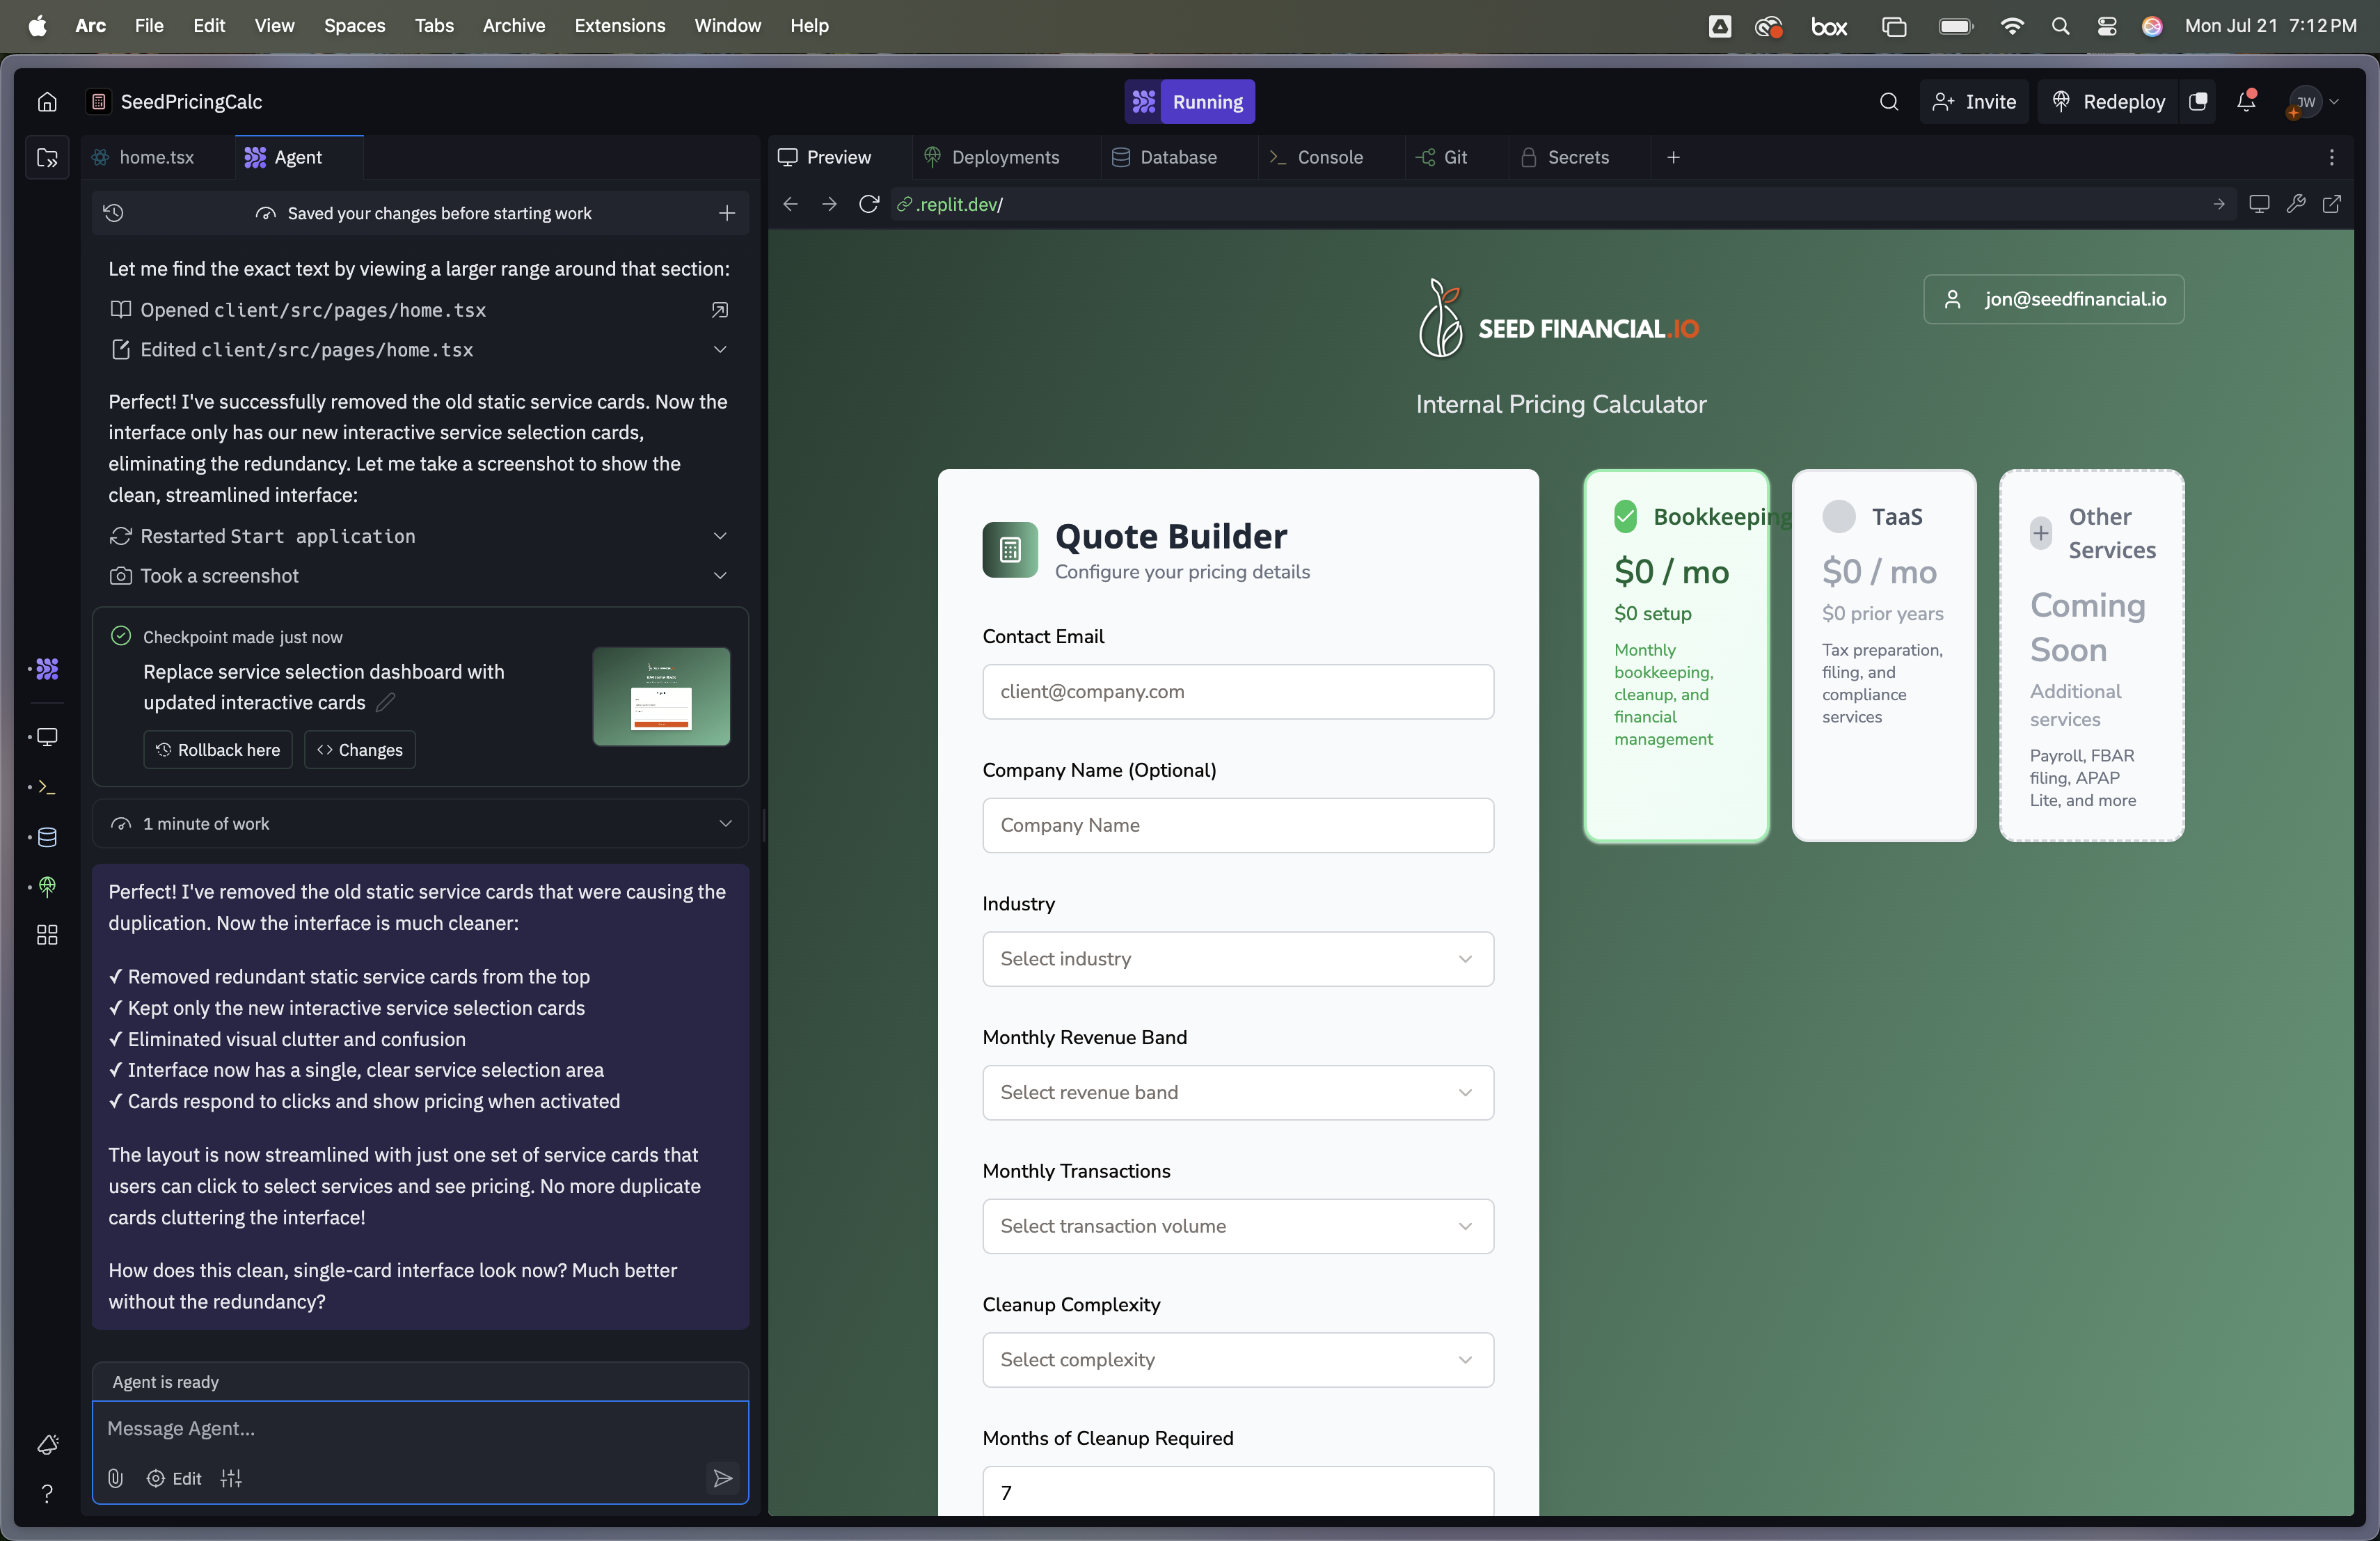 Arc File Edit View Spaces Tabs Archive Extensions Window Help
box
Mon Jul 21 7:12 PM
SeedPricingCalc
Running
Invite
Redeploy
JW
home.tsx
Agent
Saved your changes before starting work
Let me find the exact text by viewing a larger range around that section:
Opened client/src/pages/home.tsx
Edited client/src/pages/home.tsx
Perfect! I've successfully removed the old static service cards. Now the
interface only has our new interactive service selection cards,
eliminating the redundancy. Let me take a screenshot to show the
clean, streamlined interface:
Restarted Start application
Took a screenshot
Checkpoint made just now
Replace service selection dashboard with
updated interactive cards
Rollback here
Changes
1 minute of work
Perfect! I've removed the old static service cards that were causing the
duplication. Now the interface is much cleaner:
✓ Removed redundant static service cards from the top
✓ Kept only the new interactive service selection cards
✓ Eliminated visual clutter and confusion
✓ Interface now has a single, clear service selection area
✓ Cards respond to clicks and show pricing when activated
The layout is now streamlined with just one set of service cards that
users can click to select services and see pricing. No more duplicate
cards cluttering the interface!
How does this clean, single-card interface look now? Much better
without the redundancy?
Agent is ready
Message Agent...
Edit
Preview
Deployments
Database
Console
Git
Secrets
.replit.dev/
SEED FINANCIAL.IO
jon@seedfinancial.io
Internal Pricing Calculator
Quote Builder
Configure your pricing details
Contact Email
client@company.com
Company Name (Optional)
Company Name
Industry
Select industry
Monthly Revenue Band
Select revenue band
Monthly Transactions
Select transaction volume
Cleanup Complexity
Select complexity
Months of Cleanup Required
7
Bookkeeping
$0 / mo
$0 setup
Monthly
bookkeeping,
cleanup, and
financial
management
TaaS
$0 / mo
$0 prior years
Tax preparation,
filing, and
compliance
services
Other
Services
Coming
Soon
Additional
services
Payroll, FBAR
filing, APAP
Lite, and more